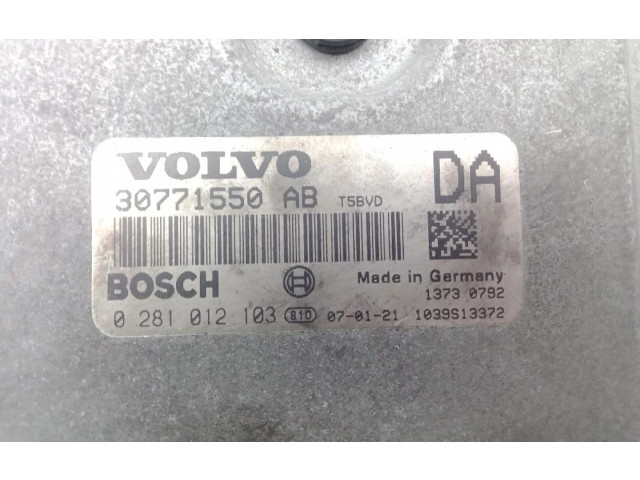 VOLVO
DA
30771550 AB T5BVD
BOSCH Made in Germany
1373 0792
0 281 012 103 810 07-01-21 1039S13372